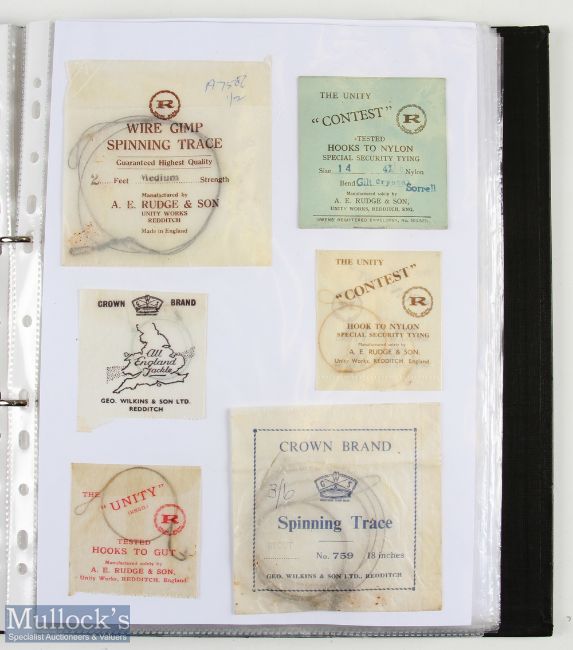 A7586
1/2
R
WIRE GIMP
SPINNING TRACE
Guaranteed Highest Quality
2 Feet Medium Strength
Manufactured by
A. E. RUDGE & SON
UNITY WORKS
REDDITCH
Made in England
THE UNITY
"CONTEST"
R
TESTED
HOOKS TO NYLON
SPECIAL SECURITY TYING
Size 14 Nylon
Bend Gilt Crystal
Sorrell
Manufactured solely by
A. E. RUDGE & SON,
UNITY WORKS, REDDITCH, ENG.
CROWN BRAND
All
England
Tackle
GEO. WILKINS & SON LTD.
REDDITCH
THE UNITY
"CONTEST"
R
HOOK TO NYLON
SPECIAL SECURITY TYING
Manufactured solely by
A. E. RUDGE & SON,
Unity Works, REDDITCH, England
THE
"UNITY"
(REGD.)
R
TESTED
HOOKS TO GUT
Manufactured solely by
A. E. RUDGE & SON,
Unity Works, REDDITCH, England
CROWN BRAND
3/6
G W S
Spinning Trace
No. 759 18 inches
GEO. WILKINS & SON LTD., REDDITCH
Mullock's
Specialist Auctioneers & Valuers